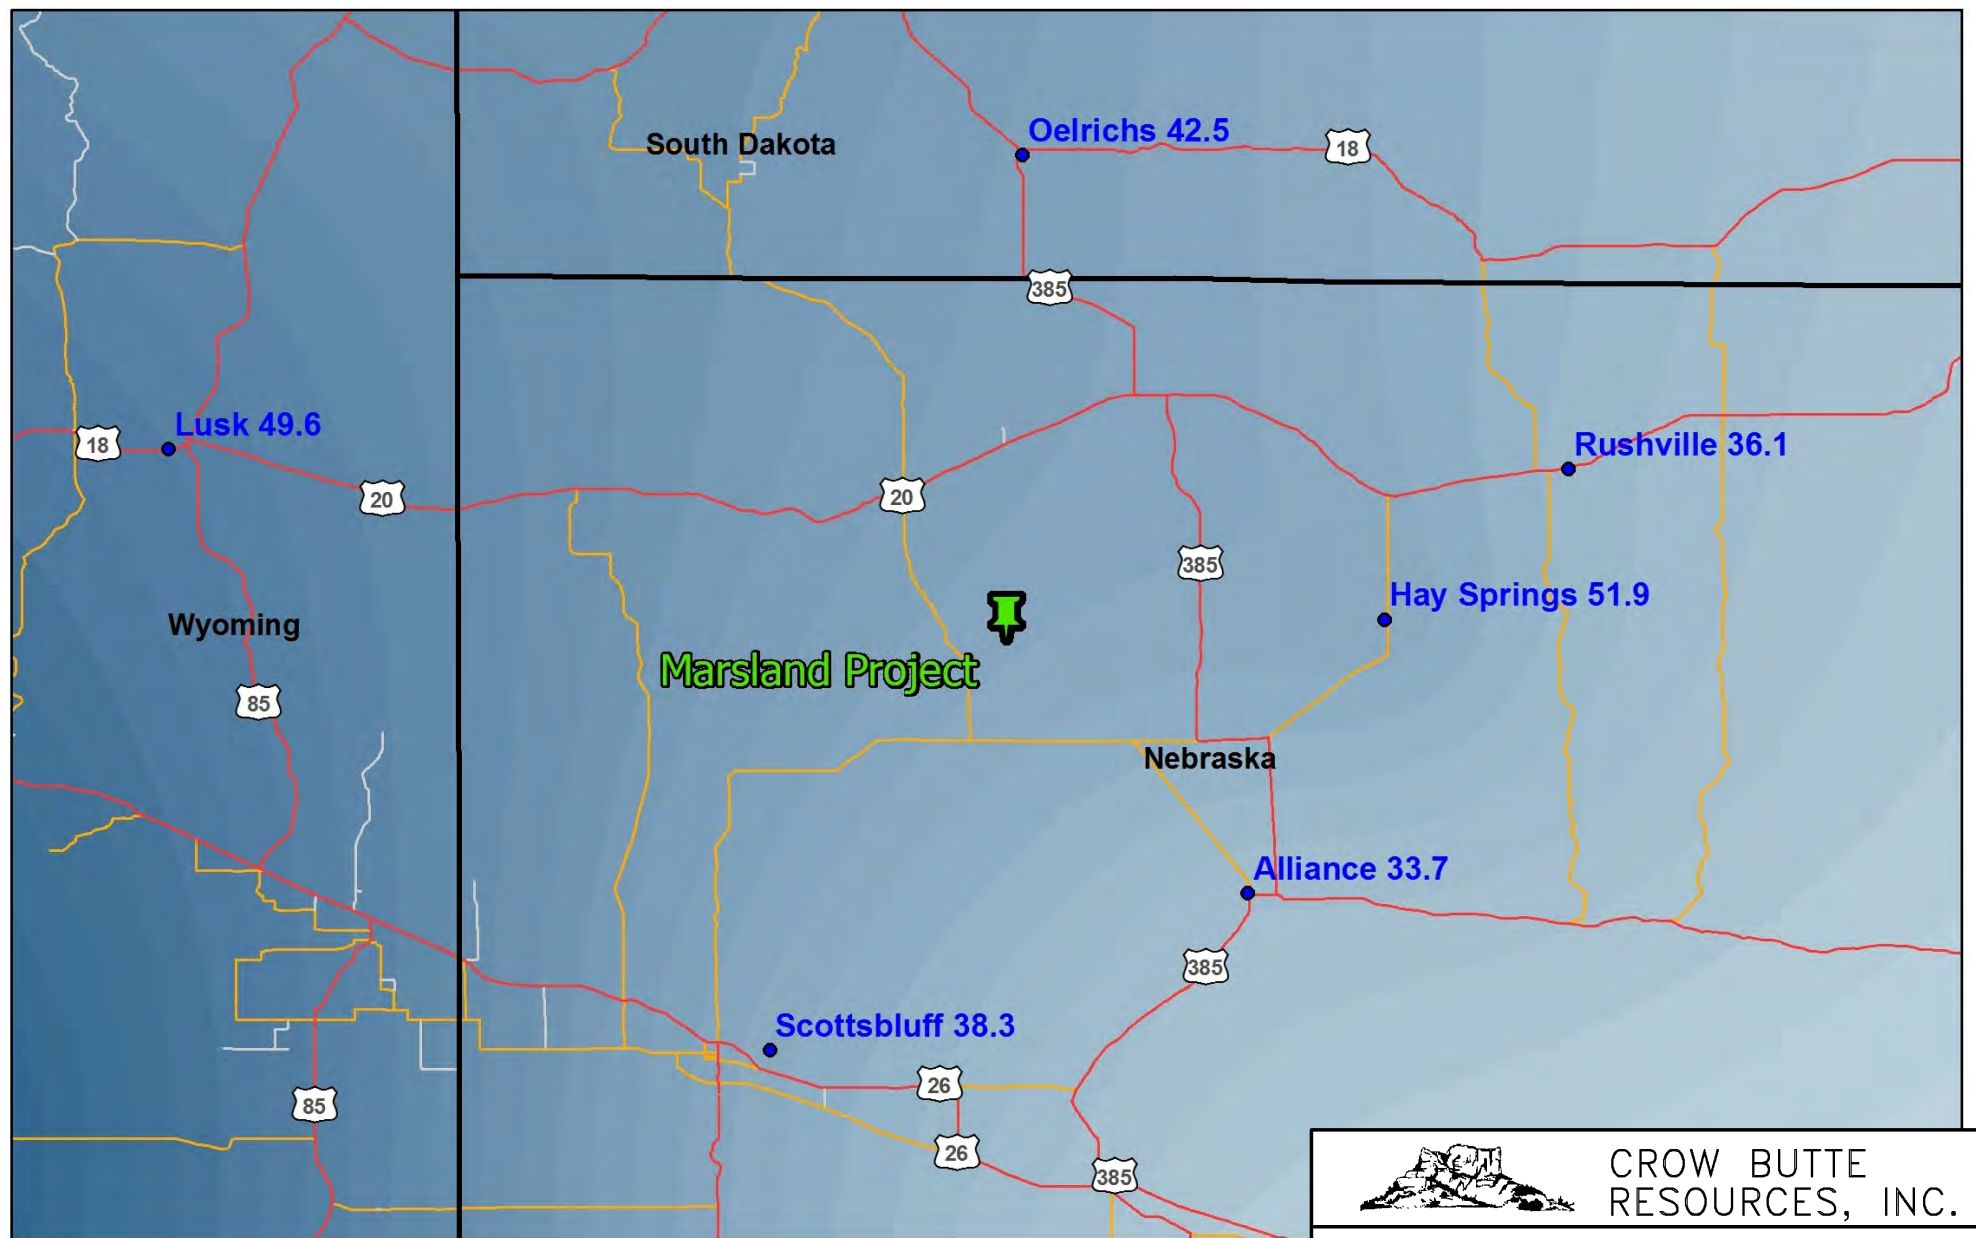 Oelrichs 42.5
South Dakota
18
385
Lusk 49.6
18
Rushville 36.1
20
20
385
Hay Springs 51.9
Wyoming
Marsland Project
85
Nebraska
Alliance 33.7
385
Scottsbluff 38.3
26
85
26
385
CROW BUTTE
RESOURCES, INC.